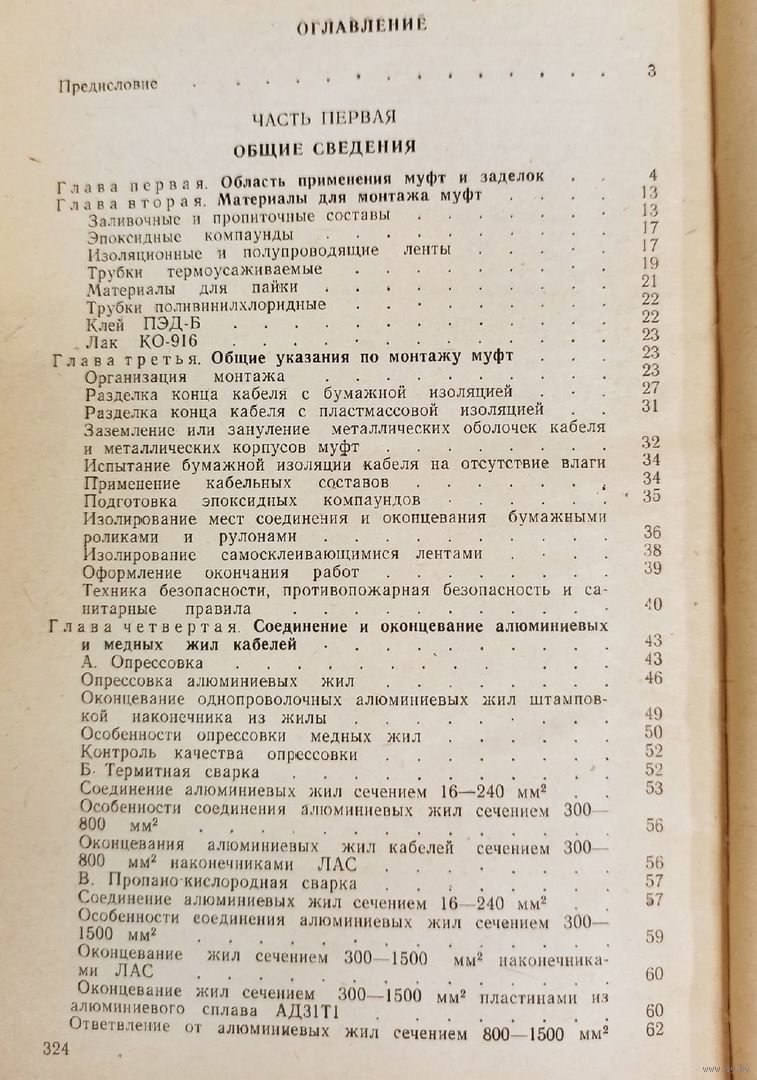 ОГЛАВЛЕНИЕ
Предисловие . . . . . . . . . . . . . 3
ЧАСТЬ ПЕРВАЯ
ОБЩИЕ СВЕДЕНИЯ
Глава первая. Область применения муфт и заделок . . 4
Глава вторая. Материалы для монтажа муфт . . . . 13
Заливочные и пропиточные составы . . . . . . . 13
Эпоксидные компаунды . . . . . . . . . . 17
Изоляционные и полупроводящие ленты . . . . . 17
Трубки термоусаживаемые . . . . . . . . . 19
Материалы для пайки . . . . . . . . . . 21
Трубки поливинилхлоридные . . . . . . . . . 22
Клей ПЭД-Б . . . . . . . . . . . . . 22
Лак КО-916 . . . . . . . . . . . . . 23
Глава третья. Общие указания по монтажу муфт . . . 23
Организация монтажа . . . . . . . . . . 23
Разделка конца кабеля с бумажной изоляцией . . . 27
Разделка конца кабеля с пластмассовой изоляцией . . 31
Заземление или зануление металлических оболочек кабеля
и металлических корпусов муфт . . . . . . . . 32
Испытание бумажной изоляции кабеля на отсутствие влаги 34
Применение кабельных составов . . . . . . . 34
Подготовка эпоксидных компаундов . . . . . . 35
Изолирование мест соединения и оконцевания бумажными
роликами и рулонами . . . . . . . . . . 36
Изолирование самосклеивающимися лентами . . . . 38
Оформление окончания работ . . . . . . . . 39
Техника безопасности, противопожарная безопасность и са-
нитарные правила . . . . . . . . . . . 40
Глава четвертая. Соединение и оконцевание алюминиевых
и медных жил кабелей . . . . . . . . . . 43
А. Опрессовка . . . . . . . . . . . . 43
Опрессовка алюминиевых жил . . . . . . . . 46
Оконцевание однопроволочных алюминиевых жил штампов-
кой наконечника из жилы . . . . . . . . . 49
Особенности опрессовки медных жил . . . . . . 50
Контроль качества опрессовки . . . . . . . . 52
Б. Термитная сварка . . . . . . . . . . . 52
Соединение алюминиевых жил сечением 16—240 мм² . . 53
Особенности соединения алюминиевых жил сечением 300—
800 мм² . . . . . . . . . . . . . . 56
Оконцевания алюминиевых жил кабелей сечением 300—
800 мм² наконечниками ЛАС . . . . . . . . 56
В. Пропано-кислородная сварка . . . . . . . . 57
Соединение алюминиевых жил сечением 16—240 мм² . . 57
Особенности соединения алюминиевых жил сечением 300—
1500 мм² . . . . . . . . . . . . . . 59
Оконцевание жил сечением 300—1500 мм² наконечника-
ми ЛАС . . . . . . . . . . . . . . 60
Оконцевание жил сечением 300—1500 мм² пластинами из
алюминиевого сплава АД31Т1 . . . . . . . . 60
Ответвление от алюминиевых жил сечением 800—1500 мм² 62
324